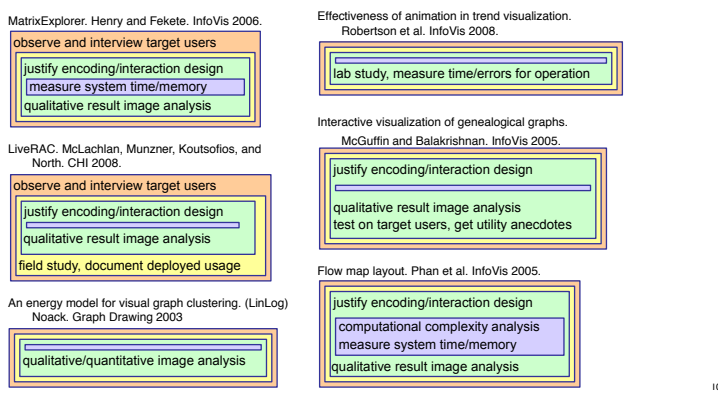 MatrixExplorer. Henry and Fekete. InfoVis 2006.
observe and interview target users
justify encoding/interaction design
measure system time/memory
qualitative result image analysis
LiveRAC. McLachlan, Munzner, Koutsofios, and
North. CHI 2008.
observe and interview target users
justify encoding/interaction design
qualitative result image analysis
field study, document deployed usage
An energy model for visual graph clustering. (LinLog)
Noack. Graph Drawing 2003
qualitative/quantitative image analysis
Effectiveness of animation in trend visualization.
Robertson et al. InfoVis 2008.
lab study, measure time/errors for operation
Interactive visualization of genealogical graphs.
McGuffin and Balakrishnan. InfoVis 2005.
justify encoding/interaction design
qualitative result image analysis
test on target users, get utility anecdotes
Flow map layout. Phan et al. InfoVis 2005.
justify encoding/interaction design
computational complexity analysis
measure system time/memory
qualitative result image analysis